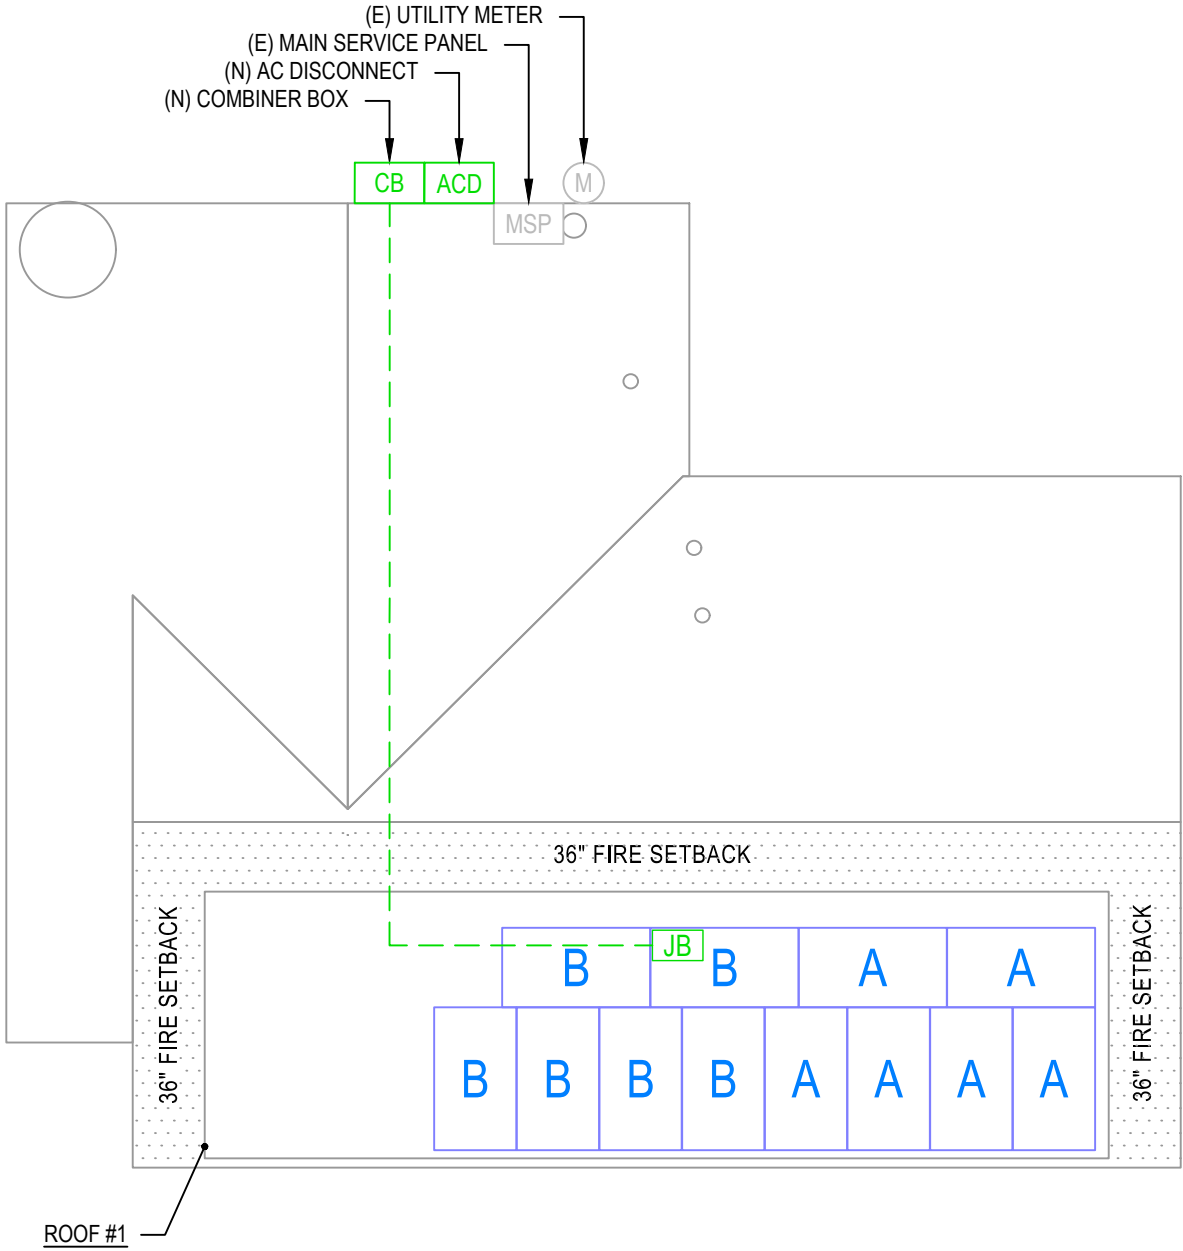 (E) UTILITY METER
(E) MAIN SERVICE PANEL
(N) AC DISCONNECT
(N) COMBINER BOX
CB ACD M
MSP
36" FIRE SETBACK
36" FIRE SETBACK
36" FIRE SETBACK
JB
B B A A
B B B B A A A A
ROOF #1